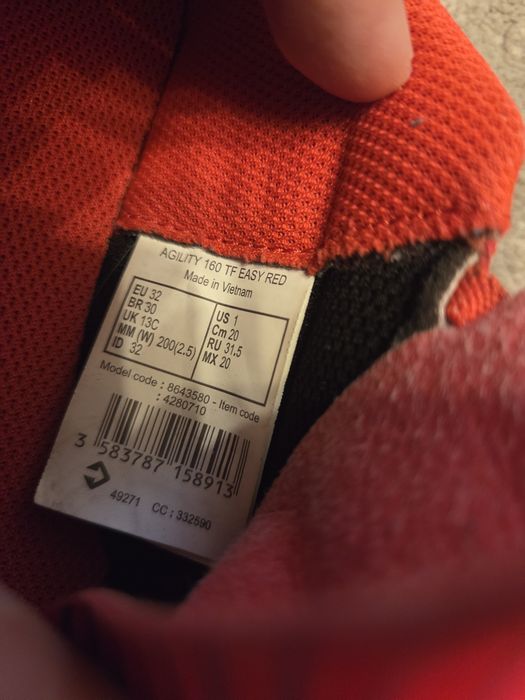 AGILITY 160 TF EASY RED
Made in Vietnam
EU 32
BR 30
UK 13C
MM (W) 200(2.5)
ID 32
US 1
Cm 20
RU 31.5
MX 20
Model code : 8643580 - Item code
: 4280710
3 583787 158913
49271 CC : 332590